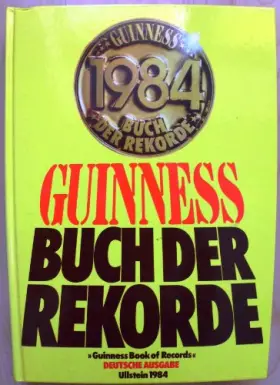 GUINNESS
1984
BUCH
DER REKORDE
GUINNESS
BUCH DER
REKORDE
»Guinness Book of Records«
DEUTSCHE AUSGABE
Ullstein 1984